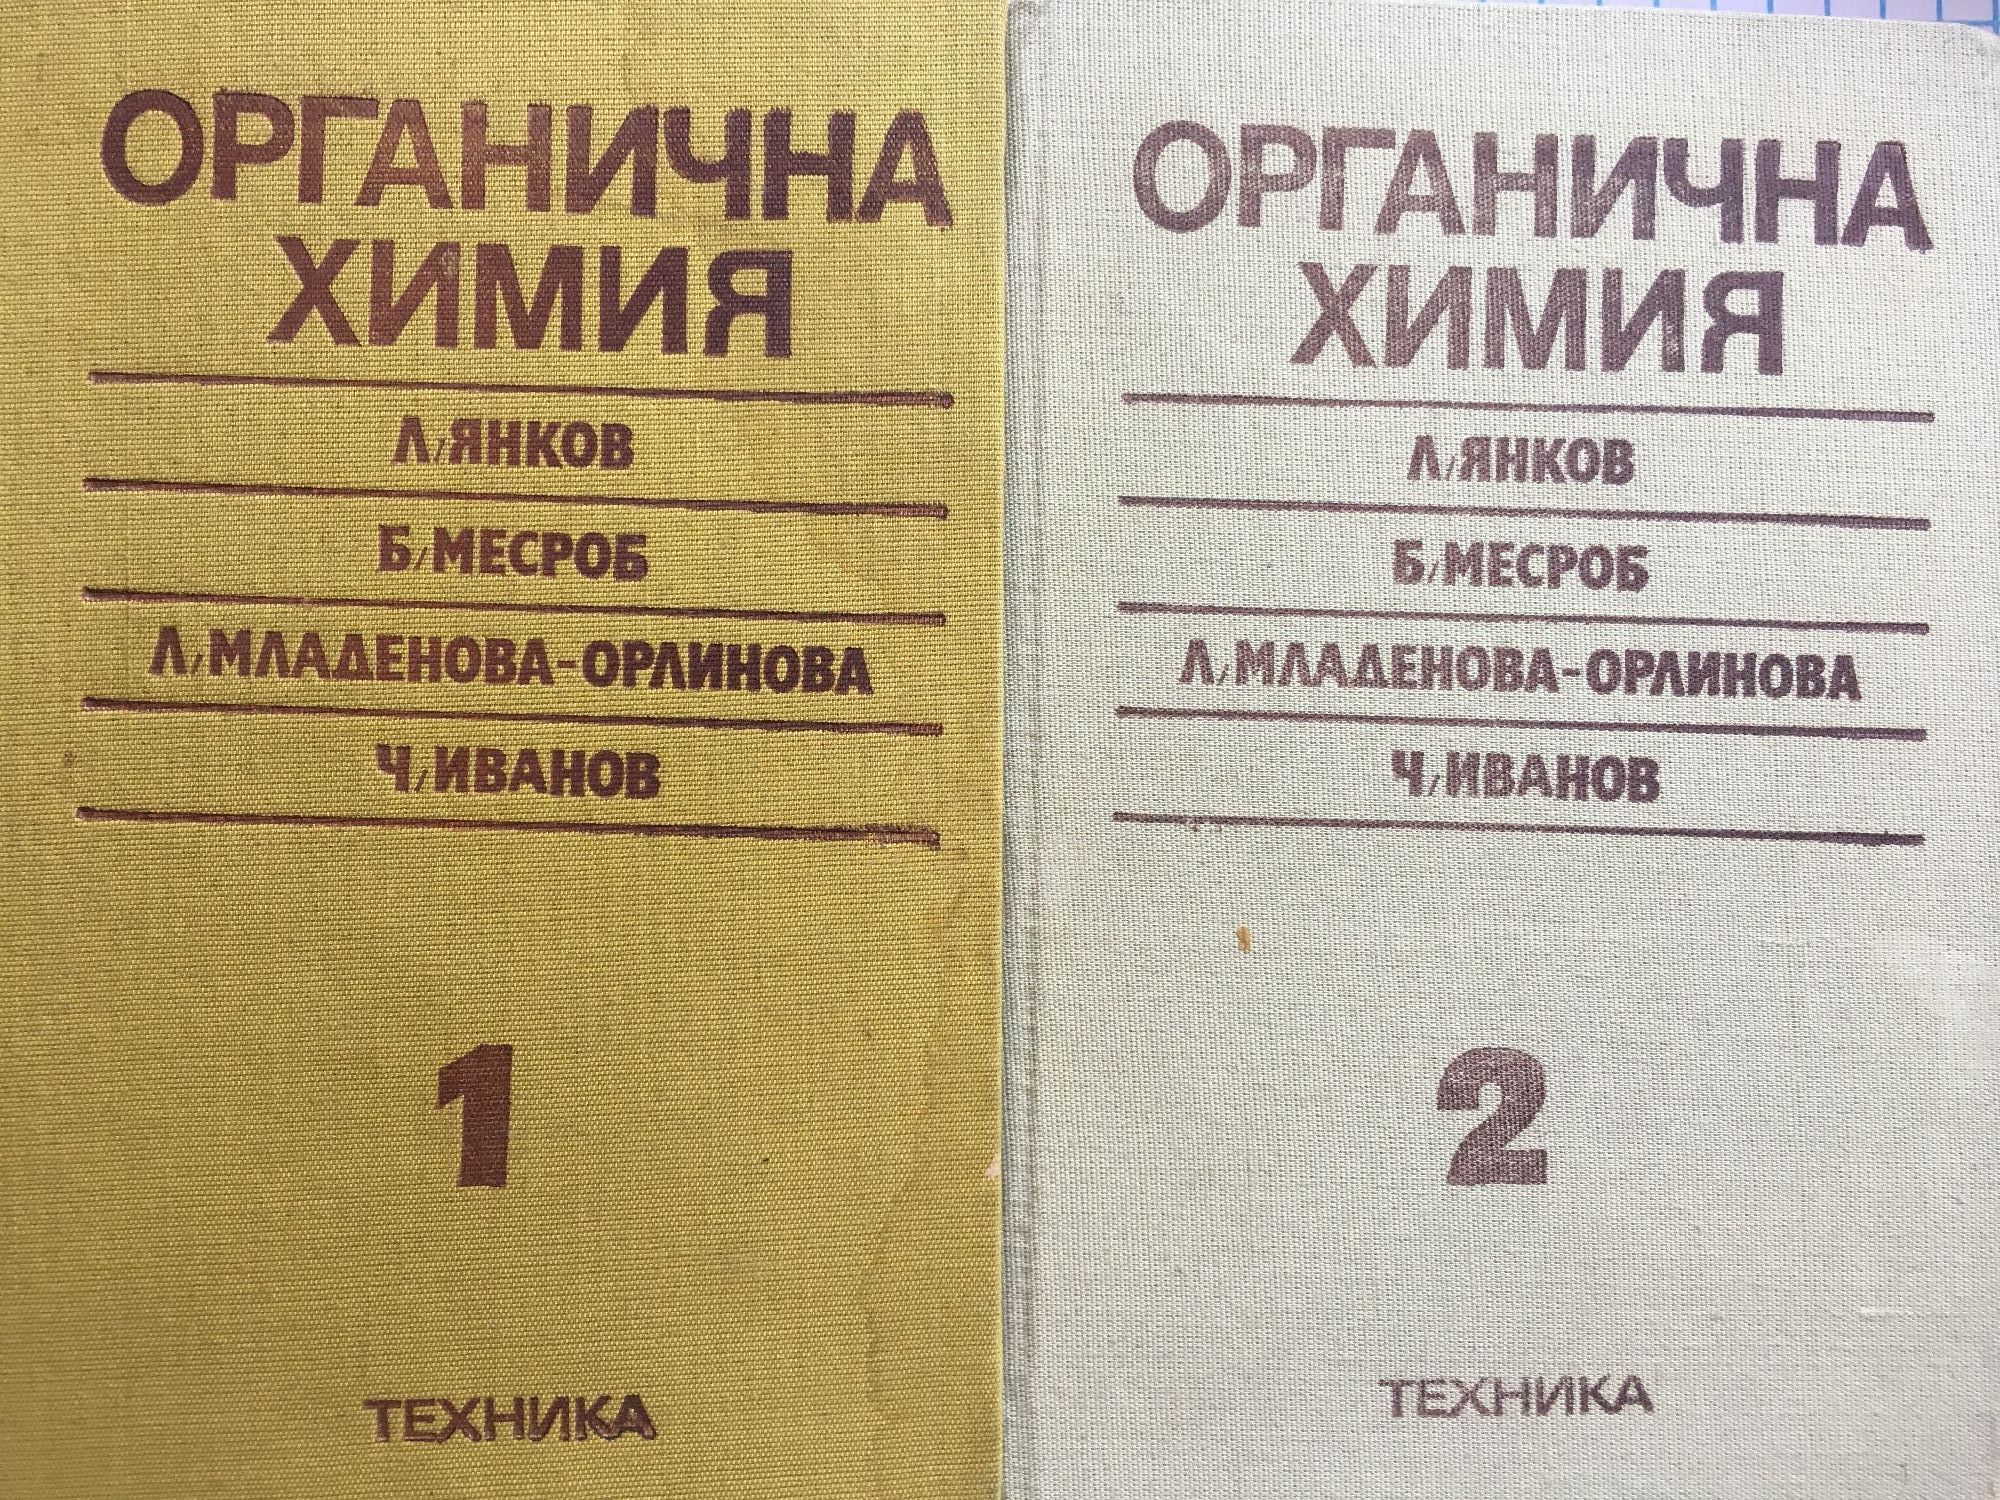 ОРГАНИЧНА
ХИМИЯ
Л/ЯНКОВ
Б/МЕСРОБ
Л/МЛАДЕНОВА-ОРЛИНОВА
Ч/ИВАНОВ
1
ТЕХНИКА
ОРГАНИЧНА
ХИМИЯ
Л/ЯНКОВ
Б/МЕСРОБ
Л/МЛАДЕНОВА-ОРЛИНОВА
Ч/ИВАНОВ
2
ТЕХНИКА